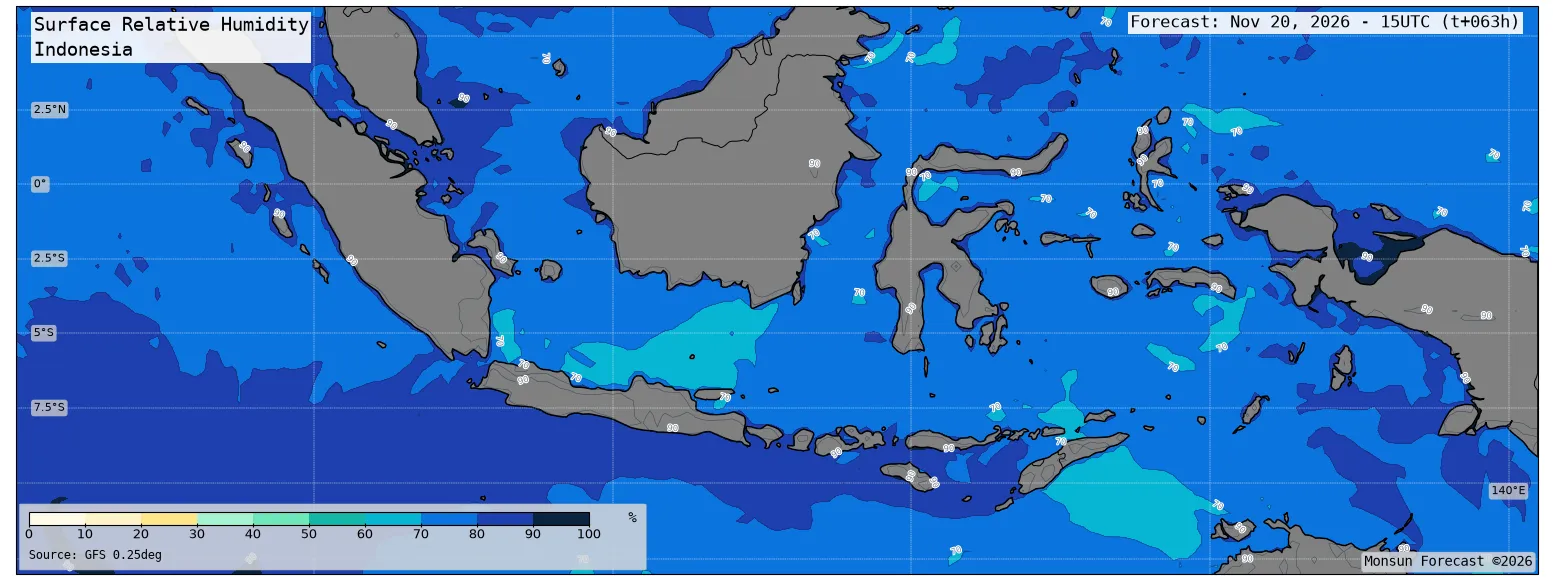 Surface Relative Humidity
Indonesia
Forecast: Nov 20, 2026 - 15UTC (t+063h)
2.5°N
0°
2.5°S
5°S
7.5°S
140°E
0 10 20 30 40 50 60 70 80 90 100 %
Source: GFS 0.25deg
Monsun Forecast ©2026